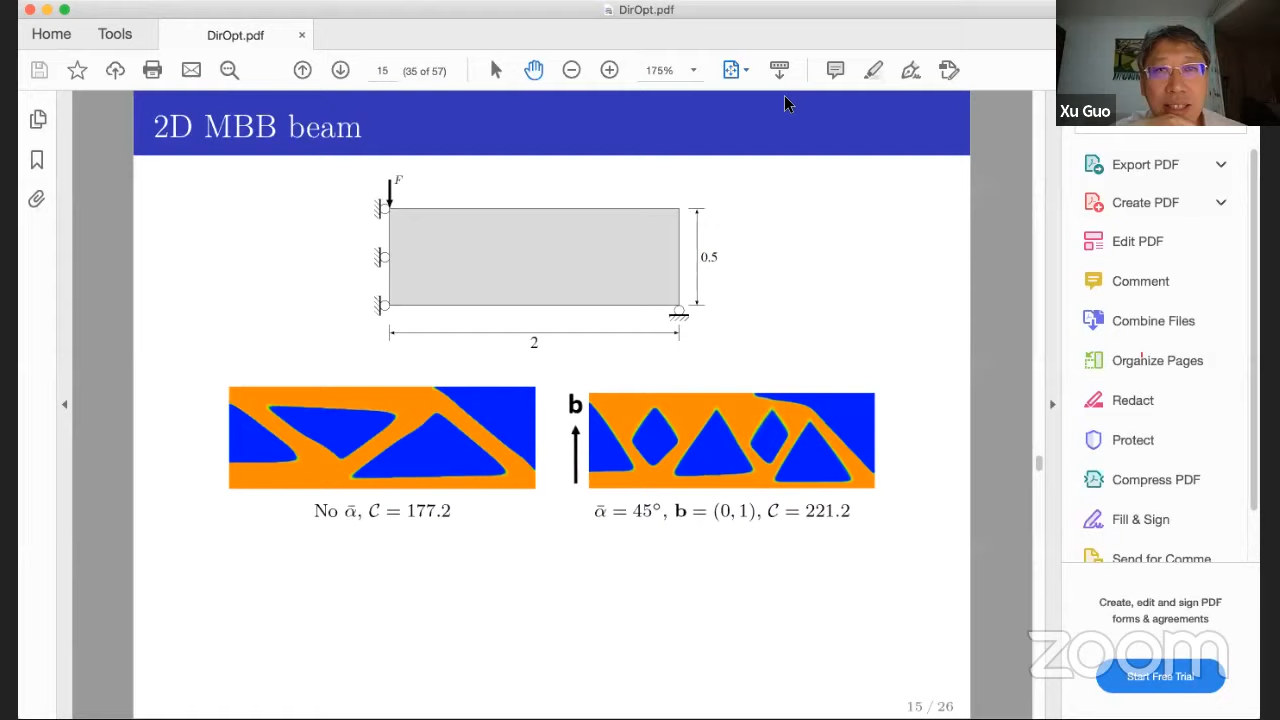 DirOpt.pdf
Home
Tools
DirOpt.pdf
×
15
(35 of 57)
175%
Xu Guo
2D MBB beam
F
0.5
2
b
No ᾱ, 𝒞 = 177.2
ᾱ = 45°, b = (0, 1), 𝒞 = 221.2
15 / 26
Export PDF
Create PDF
Edit PDF
Comment
Combine Files
Organize Pages
Redact
Protect
Compress PDF
Fill & Sign
Send for Comme
Create, edit and sign PDF
forms & agreements
Start Free Trial
zoom